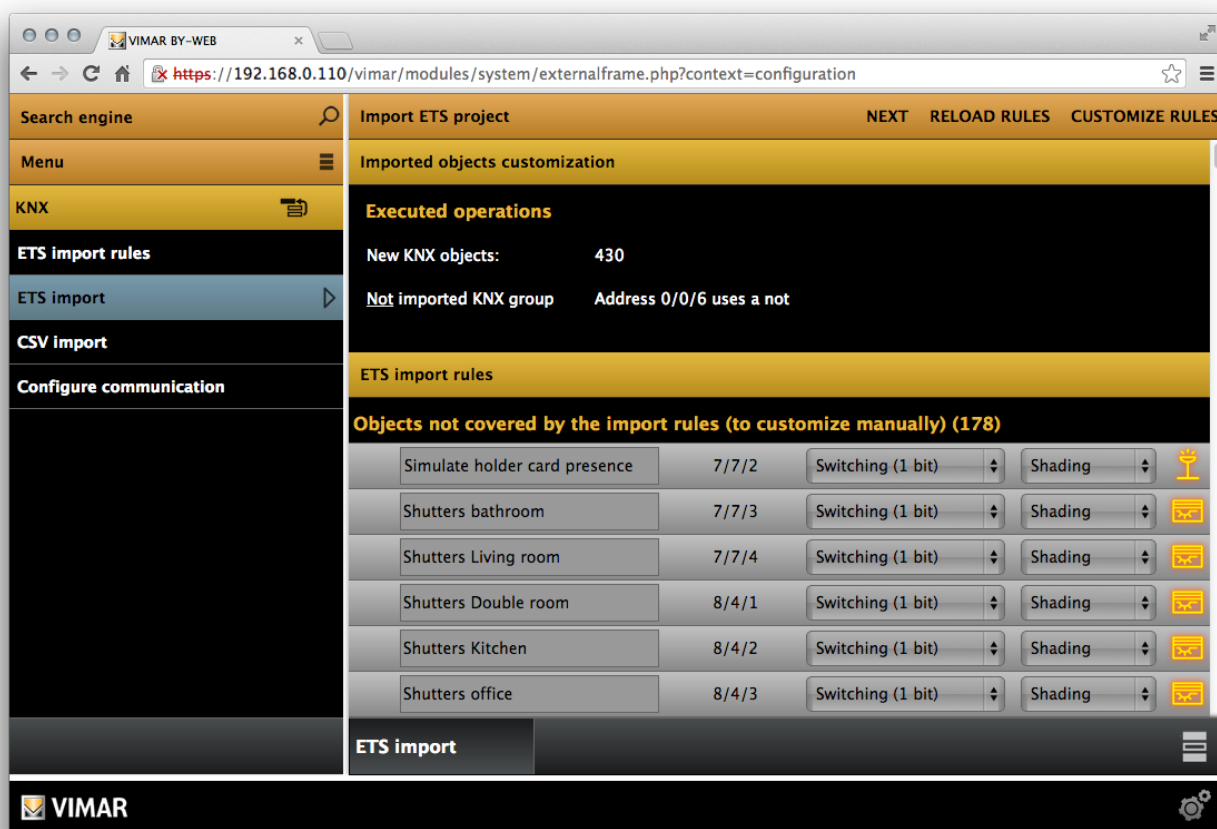 VIMAR BY-WEB
https://192.168.0.110/vimar/modules/system/externalframe.php?context=configuration
Search engine
Import ETS project
NEXT RELOAD RULES CUSTOMIZE RULES
Menu
Imported objects customization
KNX
Executed operations
ETS import rules
New KNX objects: 430
ETS import
Not imported KNX group Address 0/0/6 uses a not
CSV import
Configure communication
ETS import rules
Objects not covered by the import rules (to customize manually) (178)
Simulate holder card presence 7/7/2 Switching (1 bit) Shading
Shutters bathroom 7/7/3 Switching (1 bit) Shading
Shutters Living room 7/7/4 Switching (1 bit) Shading
Shutters Double room 8/4/1 Switching (1 bit) Shading
Shutters Kitchen 8/4/2 Switching (1 bit) Shading
Shutters office 8/4/3 Switching (1 bit) Shading
ETS import
VIMAR